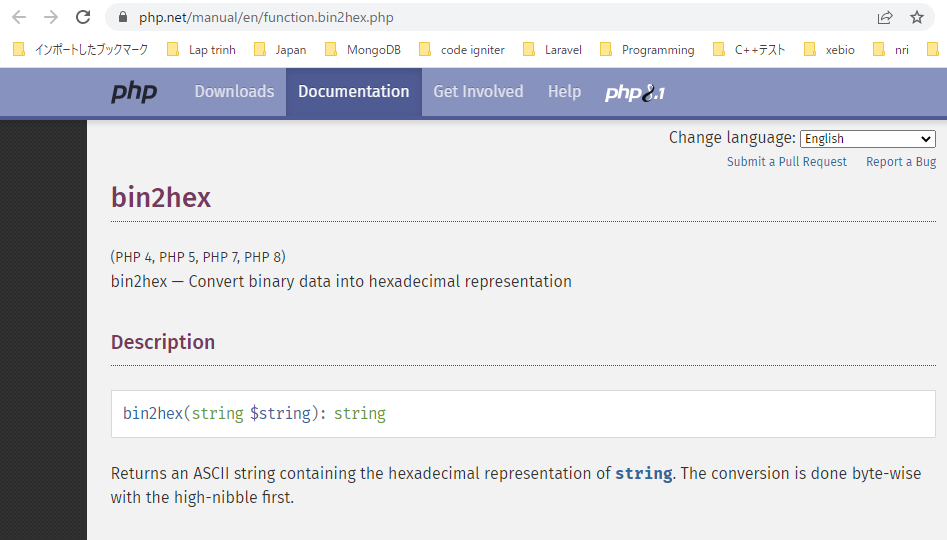 php.net/manual/en/function.bin2hex.php
インポートしたブックマーク Lap trinh Japan MongoDB code igniter Laravel Programming C++テスト xebio nri
php Downloads Documentation Get Involved Help php8.1
Change language: English
Submit a Pull Request Report a Bug
bin2hex
(PHP 4, PHP 5, PHP 7, PHP 8)
bin2hex — Convert binary data into hexadecimal representation
Description
bin2hex(string $string): string
Returns an ASCII string containing the hexadecimal representation of string. The conversion is done byte-wise
with the high-nibble first.